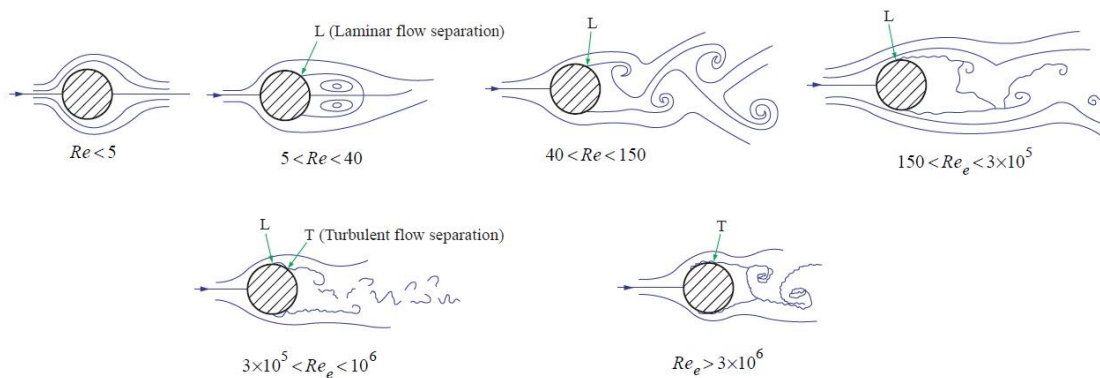 L (Laminar flow separation)
L
L
Re < 5
5 < Re < 40
40 < Re < 150
150 < Re_e < 3×10^5
L
T (Turbulent flow separation)
T
3×10^5 < Re_e < 10^6
Re_e > 3×10^6